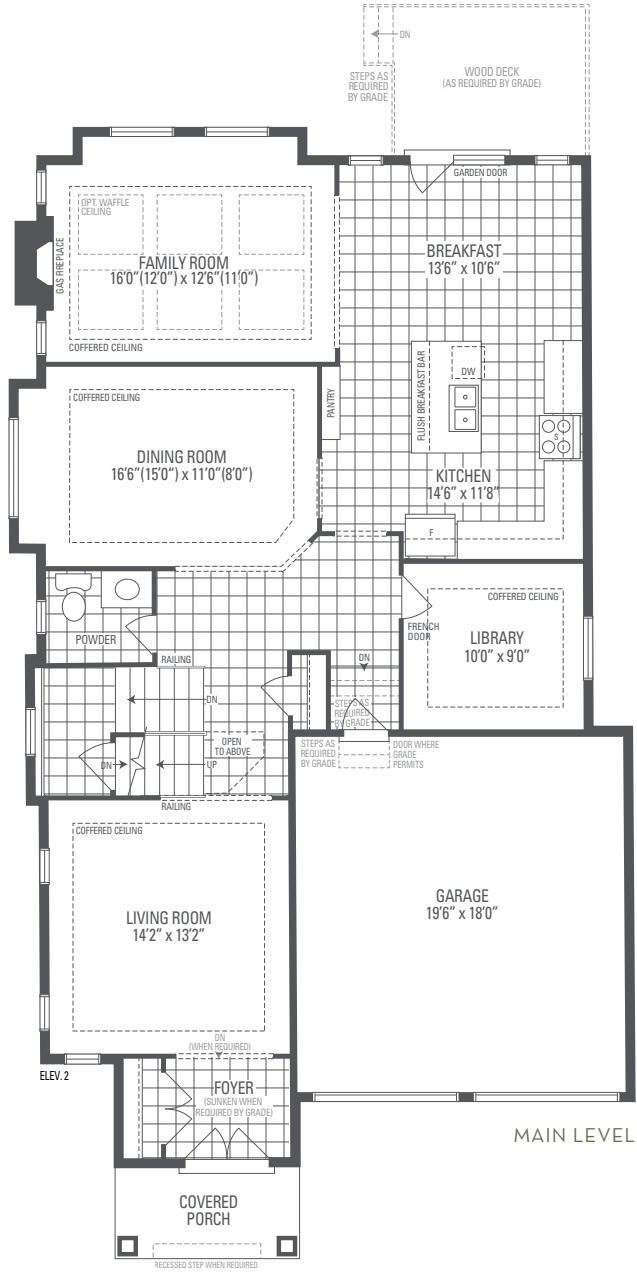 DN
STEPS AS
REQUIRED
BY GRADE
WOOD DECK
(AS REQUIRED BY GRADE)
GARDEN DOOR
OPT. WAFFLE
CEILING
GAS FIREPLACE
FAMILY ROOM
16'0"(12'0") x 12'6"(11'0")
COFFERED CEILING
BREAKFAST
13'6" x 10'6"
COFFERED CEILING
DINING ROOM
16'6"(15'0") x 11'0"(8'0")
PANTRY
FLUSH BREAKFAST BAR
DW
S
KITCHEN
14'6" x 11'8"
F
POWDER
FRENCH
DOOR
COFFERED CEILING
LIBRARY
10'0" x 9'0"
RAILING
DN
DN
STEPS AS
REQUIRED
BY GRADE
OPEN
TO ABOVE
DN
UP
RAILING
STEPS AS
REQUIRED
BY GRADE
DOOR WHERE
GRADE
PERMITS
COFFERED CEILING
LIVING ROOM
14'2" x 13'2"
GARAGE
19'6" x 18'0"
DN
(WHEN REQUIRED)
ELEV. 2
FOYER
(SUNKEN WHEN
REQUIRED BY GRADE)
MAIN LEVEL
COVERED
PORCH
RECESSED STEP WHEN REQUIRED